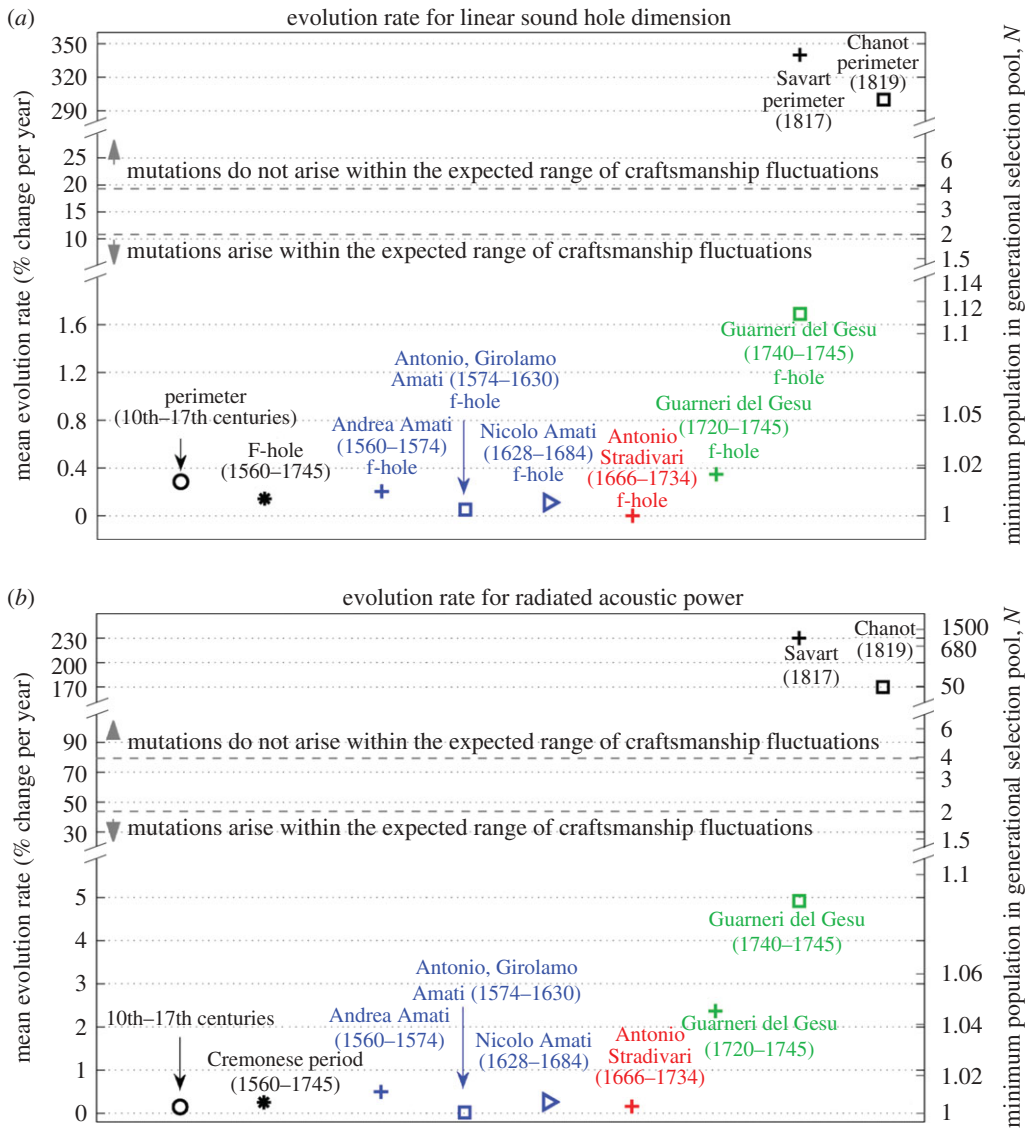 (a) evolution rate for linear sound hole dimension
mean evolution rate (% change per year)
350
320
290
25
20
15
10
1.6
1.2
0.8
0.4
0
Savart
perimeter
(1817)
Chanot
perimeter
(1819)
mutations do not arise within the expected range of craftsmanship fluctuations
mutations arise within the expected range of craftsmanship fluctuations
perimeter
(10th–17th centuries)
F-hole
(1560–1745)
Andrea Amati
(1560–1574)
f-hole
Antonio, Girolamo
Amati (1574–1630)
f-hole
Nicolo Amati
(1628–1684)
f-hole
Antonio
Stradivari
(1666–1734)
f-hole
Guarneri del Gesu
(1720–1745)
f-hole
Guarneri del Gesu
(1740–1745)
f-hole
6
4
3
2
1.5
1.14
1.12
1.1
1.05
1.02
1
minimum population in generational selection pool, N
(b) evolution rate for radiated acoustic power
mean evolution rate (% change per year)
230
200
170
90
70
50
30
5
4
3
2
1
0
Savart
(1817)
Chanot
(1819)
mutations do not arise within the expected range of craftsmanship fluctuations
mutations arise within the expected range of craftsmanship fluctuations
10th–17th centuries
Cremonese period
(1560–1745)
Andrea Amati
(1560–1574)
Antonio, Girolamo
Amati (1574–1630)
Nicolo Amati
(1628–1684)
Antonio
Stradivari
(1666–1734)
Guarneri del Gesu
(1720–1745)
Guarneri del Gesu
(1740–1745)
1500
680
50
6
4
3
2
1.5
1.1
1.06
1.04
1.02
1
minimum population in generational selection pool, N